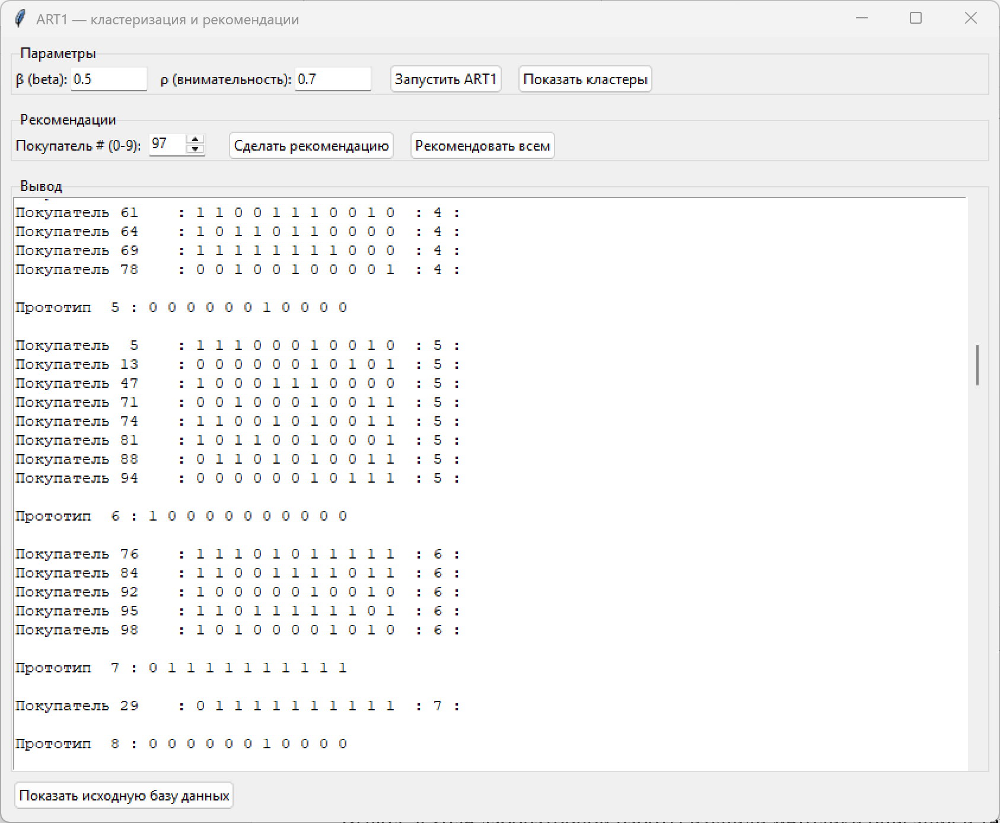 ART1 — кластеризация и рекомендации
Параметры
β (beta): 0.5 ρ (внимательность): 0.7 Запустить ART1 Показать кластеры
Рекомендации
Покупатель # (0-9): 97 Сделать рекомендацию Рекомендовать всем
Вывод
Покупатель 61 : 1 1 0 0 1 1 1 0 0 1 0 : 4 :
Покупатель 64 : 1 0 1 1 0 1 1 0 0 0 0 : 4 :
Покупатель 69 : 1 1 1 1 1 1 1 1 0 0 0 : 4 :
Покупатель 78 : 0 0 1 0 0 1 0 0 0 0 1 : 4 :
Прототип 5 : 0 0 0 0 0 0 1 0 0 0 0
Покупатель 5 : 1 1 1 0 0 0 1 0 0 1 0 : 5 :
Покупатель 13 : 0 0 0 0 0 0 1 0 1 0 1 : 5 :
Покупатель 47 : 1 0 0 0 1 1 1 0 0 0 0 : 5 :
Покупатель 71 : 0 0 1 0 0 0 1 0 0 1 1 : 5 :
Покупатель 74 : 1 1 0 0 1 0 1 0 0 1 1 : 5 :
Покупатель 81 : 1 0 1 1 0 0 1 0 0 0 1 : 5 :
Покупатель 88 : 0 1 1 0 1 0 1 0 0 1 1 : 5 :
Покупатель 94 : 0 0 0 0 0 0 1 0 1 1 1 : 5 :
Прототип 6 : 1 0 0 0 0 0 0 0 0 0 0
Покупатель 76 : 1 1 1 0 1 0 1 1 1 1 1 : 6 :
Покупатель 84 : 1 1 0 0 1 1 1 1 0 1 1 : 6 :
Покупатель 92 : 1 0 0 0 0 0 1 0 0 1 0 : 6 :
Покупатель 95 : 1 1 0 1 1 1 1 1 1 0 1 : 6 :
Покупатель 98 : 1 0 1 0 0 0 0 1 0 1 0 : 6 :
Прототип 7 : 0 1 1 1 1 1 1 1 1 1 1
Покупатель 29 : 0 1 1 1 1 1 1 1 1 1 1 : 7 :
Прототип 8 : 0 0 0 0 0 0 1 0 0 0 0
Показать исходную базу данных